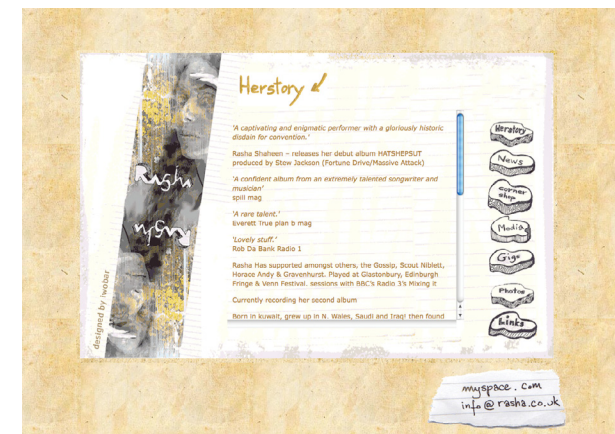 Herstory
'A captivating and enigmatic performer with a gloriously historic
disdain for convention.'
Rasha Shaheen – releases her debut album HATSHEPSUT
produced by Stew Jackson (Fortune Drive/Massive Attack)
'A confident album from an extremely talented songwriter and
musician'
spill mag
'A rare talent.'
Everett True plan b mag
'Lovely stuff.'
Rob Da Bank Radio 1
Rasha Has supported amongst others, the Gossip, Scout Niblett,
Horace Andy & Gravenhurst. Played at Glastonbury, Edinburgh
Fringe & Venn Festival. sessions with BBC's Radio 3's Mixing it
Currently recording her second album
Born in kuwait, grew up in N. Wales, Saudi and Iraq! then found
Rasha
Rasha
designed by iwobar
Herstory
News
corner
shop
Media
Gigs
Photos
Links
myspace.com
info@rasha.co.uk